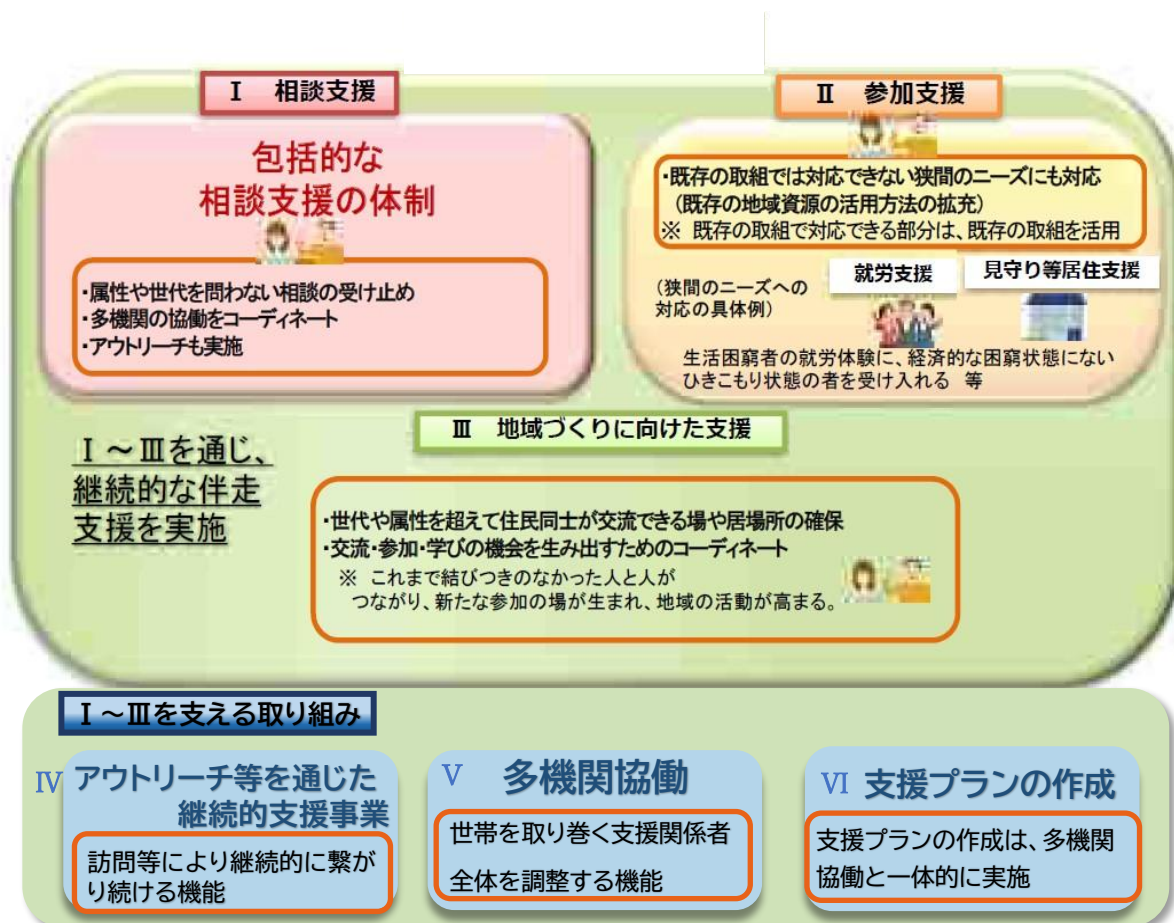 Ⅰ 相談支援
包括的な
相談支援の体制
・属性や世代を問わない相談の受け止め
・多機関の協働をコーディネート
・アウトリーチも実施
Ⅱ 参加支援
・既存の取組では対応できない狭間のニーズにも対応
（既存の地域資源の活用方法の拡充）
※ 既存の取組で対応できる部分は、既存の取組を活用
（狭間のニーズへの
対応の具体例）
就労支援
見守り等居住支援
生活困窮者の就労体験に、経済的な困窮状態にない
ひきこもり状態の者を受け入れる 等
Ⅰ～Ⅲを通じ、
継続的な伴走
支援を実施
Ⅲ 地域づくりに向けた支援
・世代や属性を超えて住民同士が交流できる場や居場所の確保
・交流・参加・学びの機会を生み出すためのコーディネート
※ これまで結びつきのなかった人と人が
つながり、新たな参加の場が生まれ、地域の活動が高まる。
Ⅰ～Ⅲを支える取り組み
Ⅳ アウトリーチ等を通じた
継続的支援事業
訪問等により継続的に繋が
り続ける機能
Ⅴ 多機関協働
世帯を取り巻く支援関係者
全体を調整する機能
Ⅵ 支援プランの作成
支援プランの作成は、多機関
協働と一体的に実施